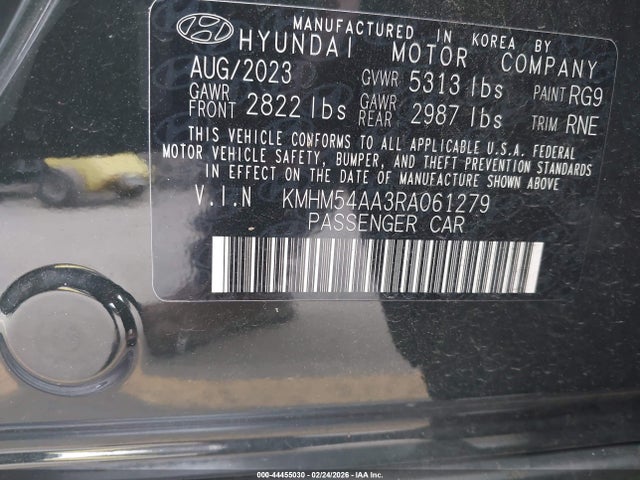 MANUFACTURED IN KOREA BY
HYUNDAI MOTOR COMPANY
AUG/2023 GVWR 5313 lbs PAINT RG9
GAWR FRONT 2822 lbs GAWR REAR 2987 lbs TRIM RNE
THIS VEHICLE CONFORMS TO ALL APPLICABLE U.S.A. FEDERAL
MOTOR VEHICLE SAFETY, BUMPER, AND THEFT PREVENTION STANDARDS
IN EFFECT ON THE DATE OF MANUFACTURE SHOWN ABOVE
V.I.N KMHM54AA3RA061279
PASSENGER CAR
000-44455030 - 02/24/2026 - IAA Inc.